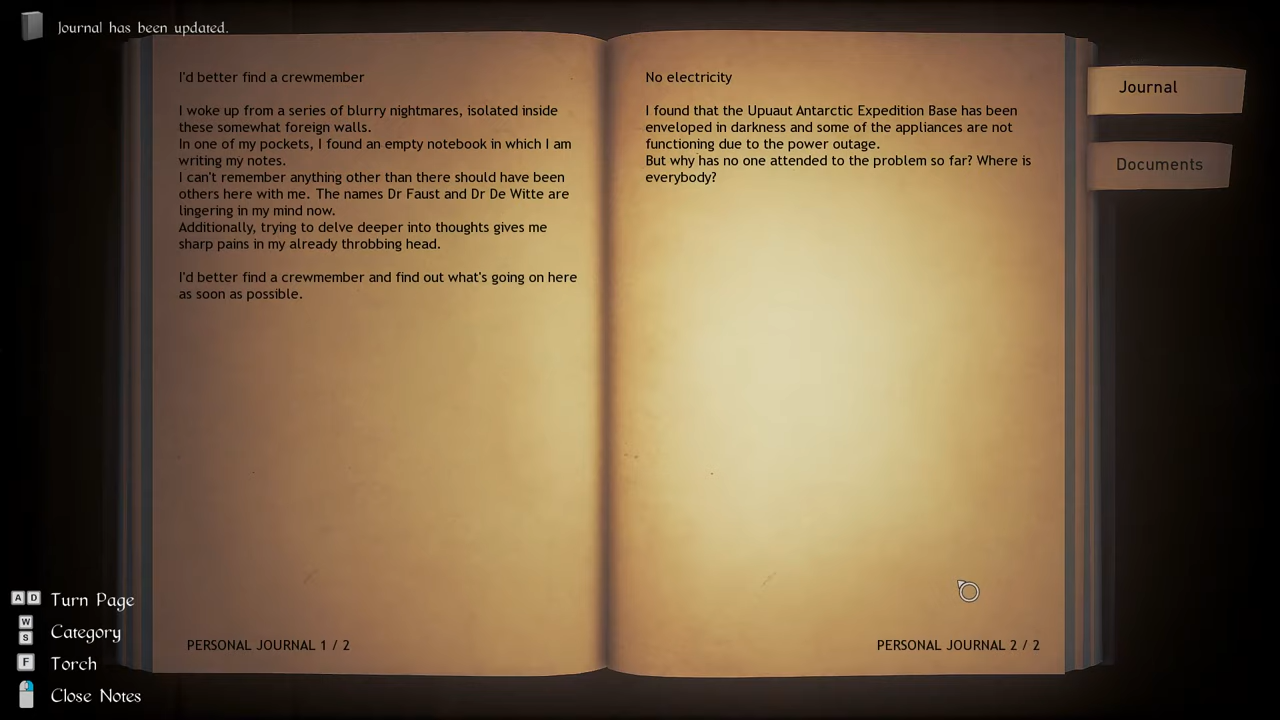 Journal has been updated.
I'd better find a crewmember
I woke up from a series of blurry nightmares, isolated inside
these somewhat foreign walls.
In one of my pockets, I found an empty notebook in which I am
writing my notes.
I can't remember anything other than there should have been
others here with me. The names Dr Faust and Dr De Witte are
lingering in my mind now.
Additionally, trying to delve deeper into thoughts gives me
sharp pains in my already throbbing head.
I'd better find a crewmember and find out what's going on here
as soon as possible.
PERSONAL JOURNAL 1 / 2
No electricity
I found that the Upuaut Antarctic Expedition Base has been
enveloped in darkness and some of the appliances are not
functioning due to the power outage.
But why has no one attended to the problem so far? Where is
everybody?
PERSONAL JOURNAL 2 / 2
Journal
Documents
A D Turn Page
W S Category
F Torch
Close Notes